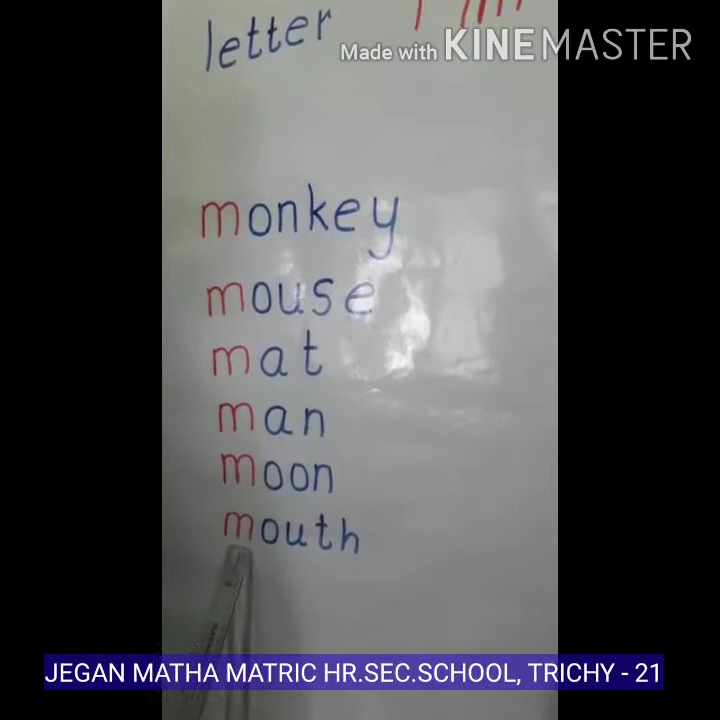 letter
Made with KINEMASTER
monkey
mouse
mat
man
moon
mouth
JEGAN MATHA MATRIC HR.SEC.SCHOOL, TRICHY - 21